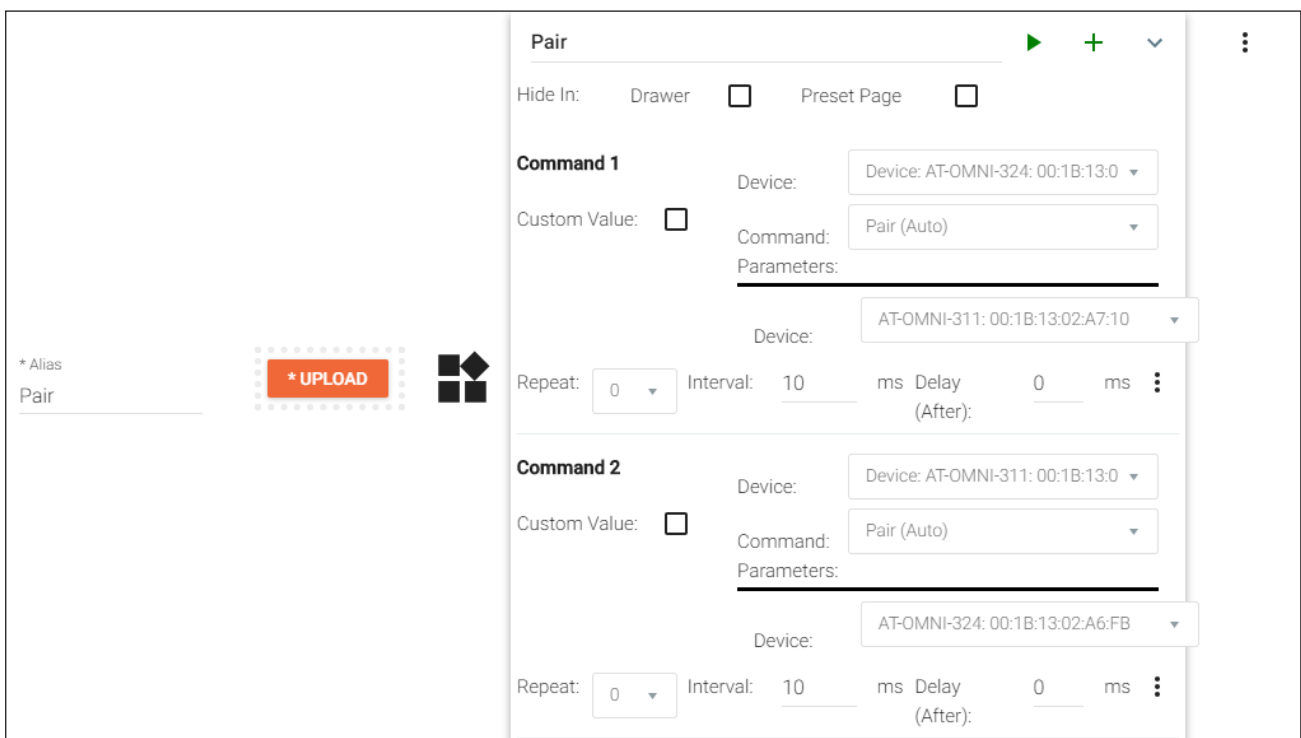 Pair
Hide In: Drawer Preset Page
Command 1
Device: Device: AT-OMNI-324: 00:1B:13:0
Custom Value:
Command: Pair (Auto)
Parameters:
Device: AT-OMNI-311: 00:1B:13:02:A7:10
* Alias
Pair
* UPLOAD
Repeat: 0 Interval: 10 ms Delay (After): 0 ms
Command 2
Device: Device: AT-OMNI-311: 00:1B:13:0
Custom Value:
Command: Pair (Auto)
Parameters:
Device: AT-OMNI-324: 00:1B:13:02:A6:FB
Repeat: 0 Interval: 10 ms Delay (After): 0 ms